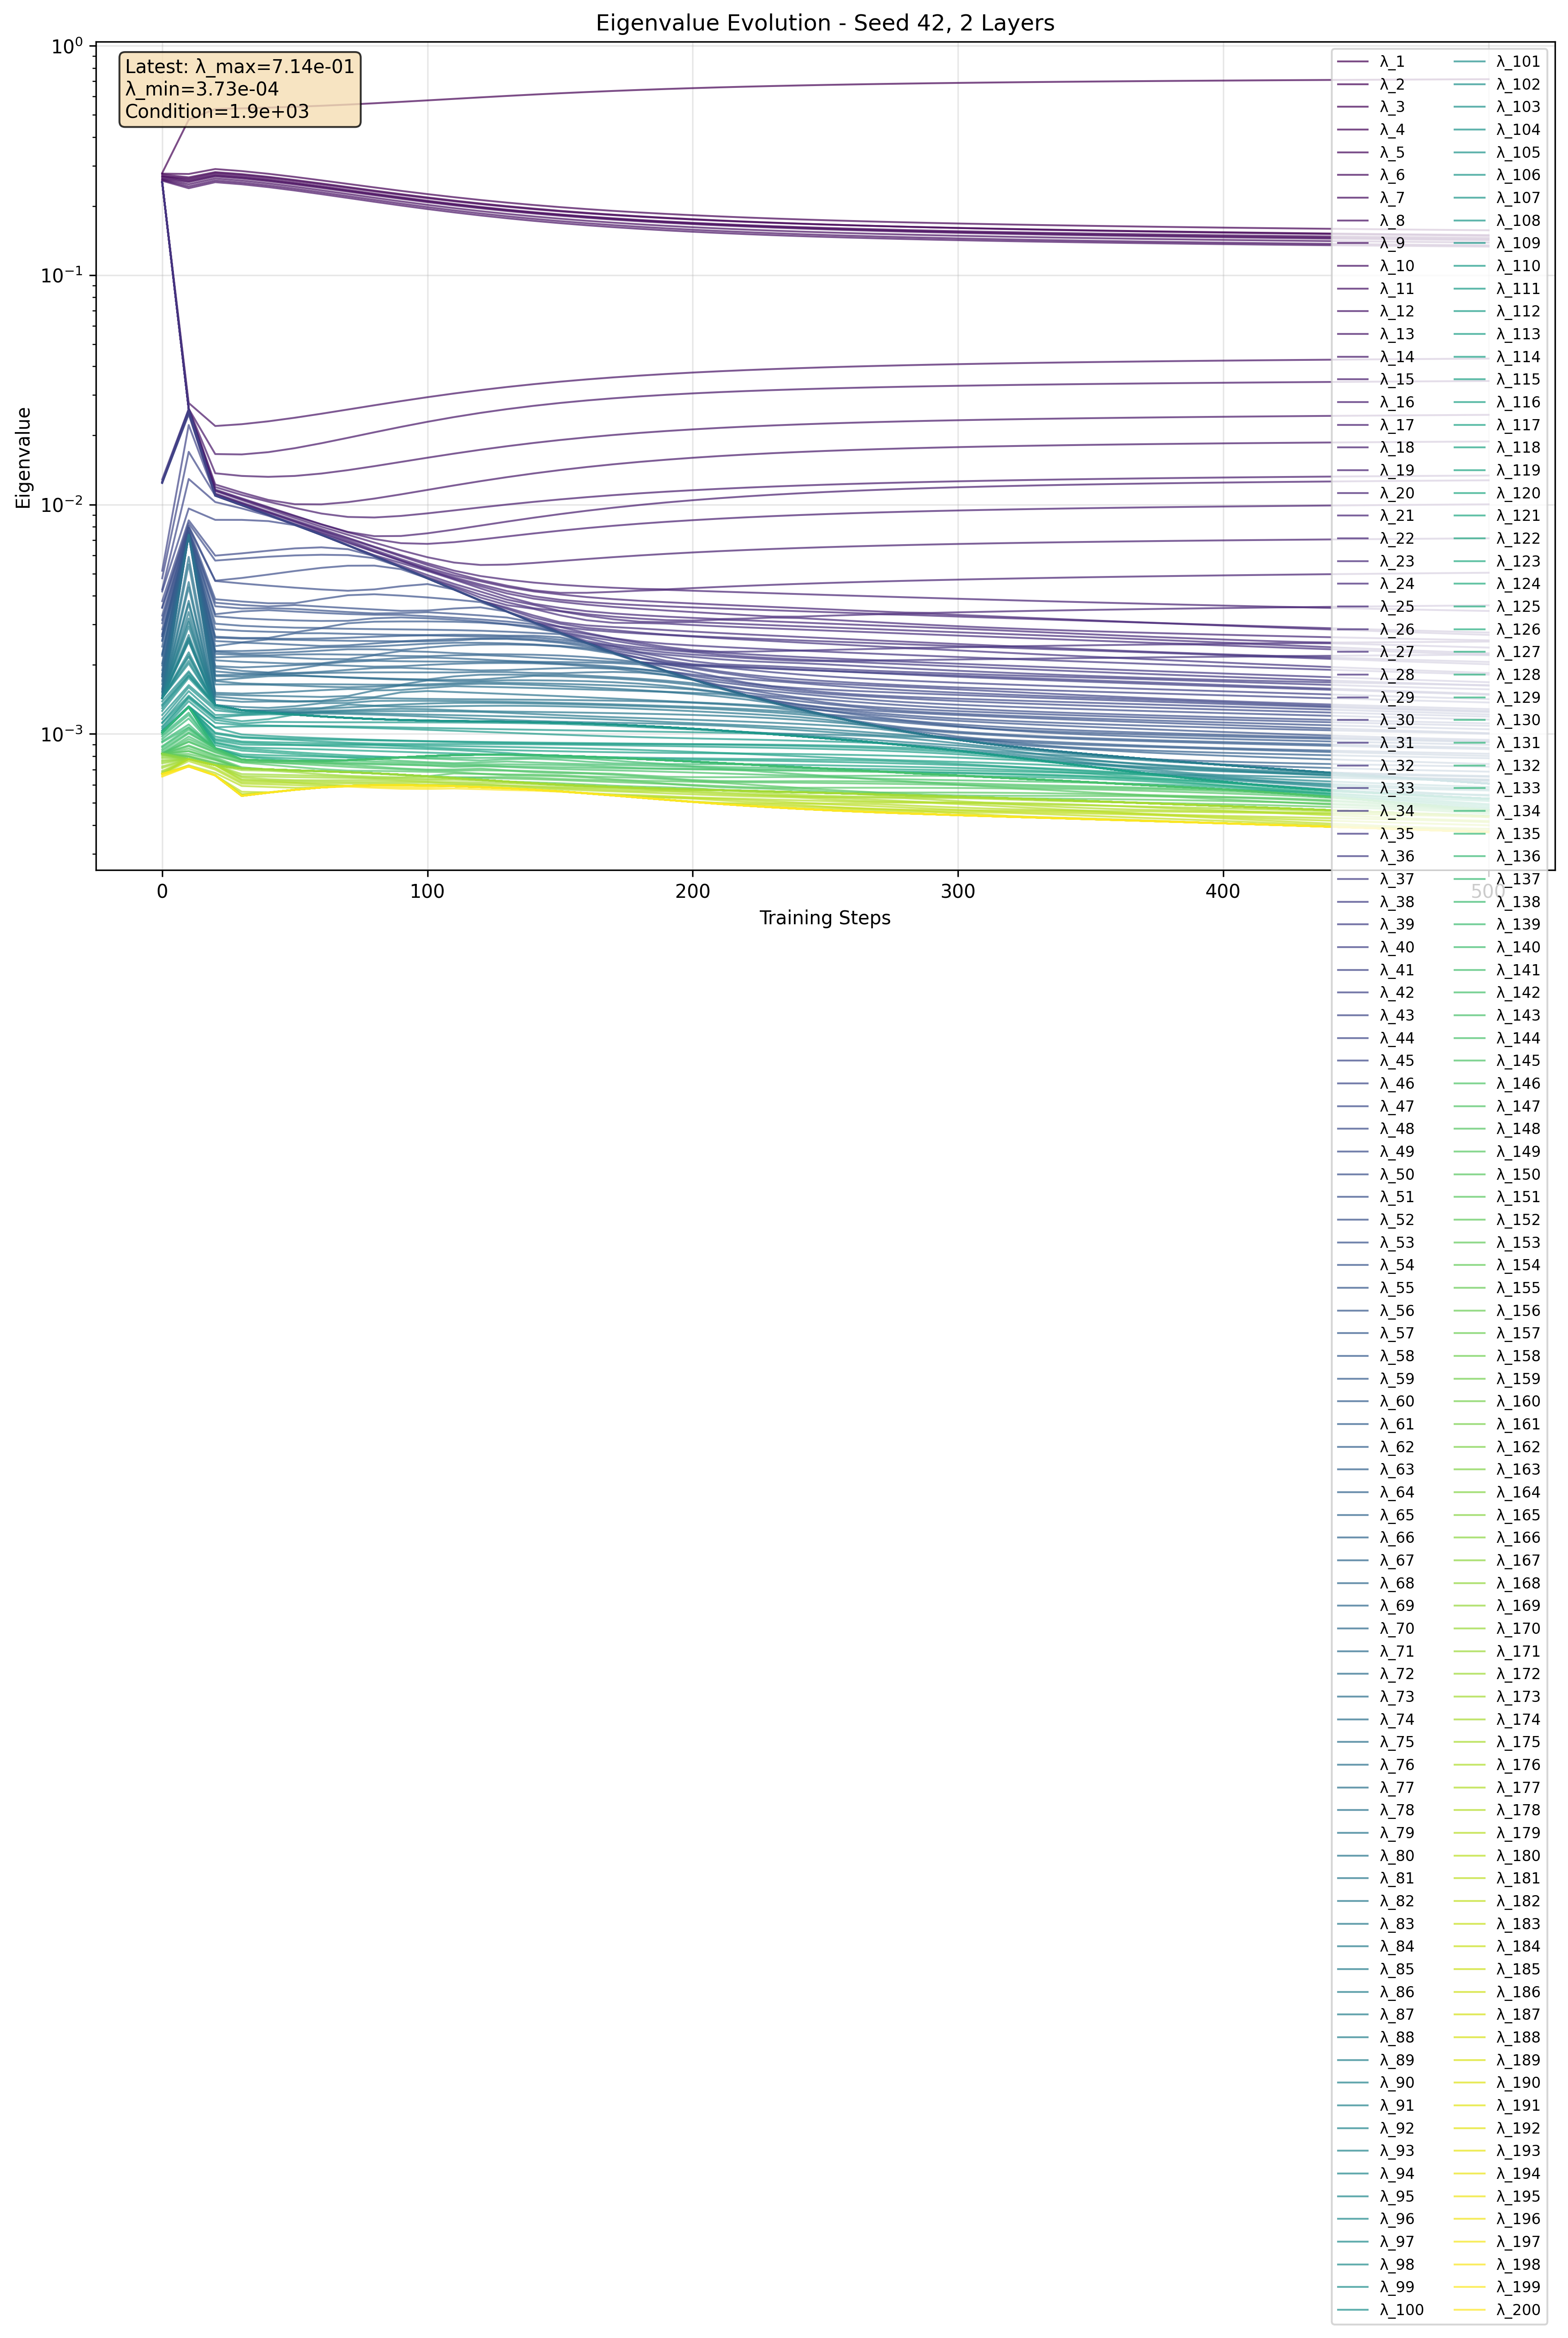 Eigenvalue Evolution - Seed 42, 2 Layers
Latest: λ_max=7.14e-01
λ_min=3.73e-04
Condition=1.9e+03
Eigenvalue
10⁰
10⁻¹
10⁻²
10⁻³
0
100
200
300
400
500
Training Steps
λ_1
λ_2
λ_3
λ_4
λ_5
λ_6
λ_7
λ_8
λ_9
λ_10
λ_11
λ_12
λ_13
λ_14
λ_15
λ_16
λ_17
λ_18
λ_19
λ_20
λ_21
λ_22
λ_23
λ_24
λ_25
λ_26
λ_27
λ_28
λ_29
λ_30
λ_31
λ_32
λ_33
λ_34
λ_35
λ_36
λ_37
λ_38
λ_39
λ_40
λ_41
λ_42
λ_43
λ_44
λ_45
λ_46
λ_47
λ_48
λ_49
λ_50
λ_51
λ_52
λ_53
λ_54
λ_55
λ_56
λ_57
λ_58
λ_59
λ_60
λ_61
λ_62
λ_63
λ_64
λ_65
λ_66
λ_67
λ_68
λ_69
λ_70
λ_71
λ_72
λ_73
λ_74
λ_75
λ_76
λ_77
λ_78
λ_79
λ_80
λ_81
λ_82
λ_83
λ_84
λ_85
λ_86
λ_87
λ_88
λ_89
λ_90
λ_91
λ_92
λ_93
λ_94
λ_95
λ_96
λ_97
λ_98
λ_99
λ_100
λ_101
λ_102
λ_103
λ_104
λ_105
λ_106
λ_107
λ_108
λ_109
λ_110
λ_111
λ_112
λ_113
λ_114
λ_115
λ_116
λ_117
λ_118
λ_119
λ_120
λ_121
λ_122
λ_123
λ_124
λ_125
λ_126
λ_127
λ_128
λ_129
λ_130
λ_131
λ_132
λ_133
λ_134
λ_135
λ_136
λ_137
λ_138
λ_139
λ_140
λ_141
λ_142
λ_143
λ_144
λ_145
λ_146
λ_147
λ_148
λ_149
λ_150
λ_151
λ_152
λ_153
λ_154
λ_155
λ_156
λ_157
λ_158
λ_159
λ_160
λ_161
λ_162
λ_163
λ_164
λ_165
λ_166
λ_167
λ_168
λ_169
λ_170
λ_171
λ_172
λ_173
λ_174
λ_175
λ_176
λ_177
λ_178
λ_179
λ_180
λ_181
λ_182
λ_183
λ_184
λ_185
λ_186
λ_187
λ_188
λ_189
λ_190
λ_191
λ_192
λ_193
λ_194
λ_195
λ_196
λ_197
λ_198
λ_199
λ_200